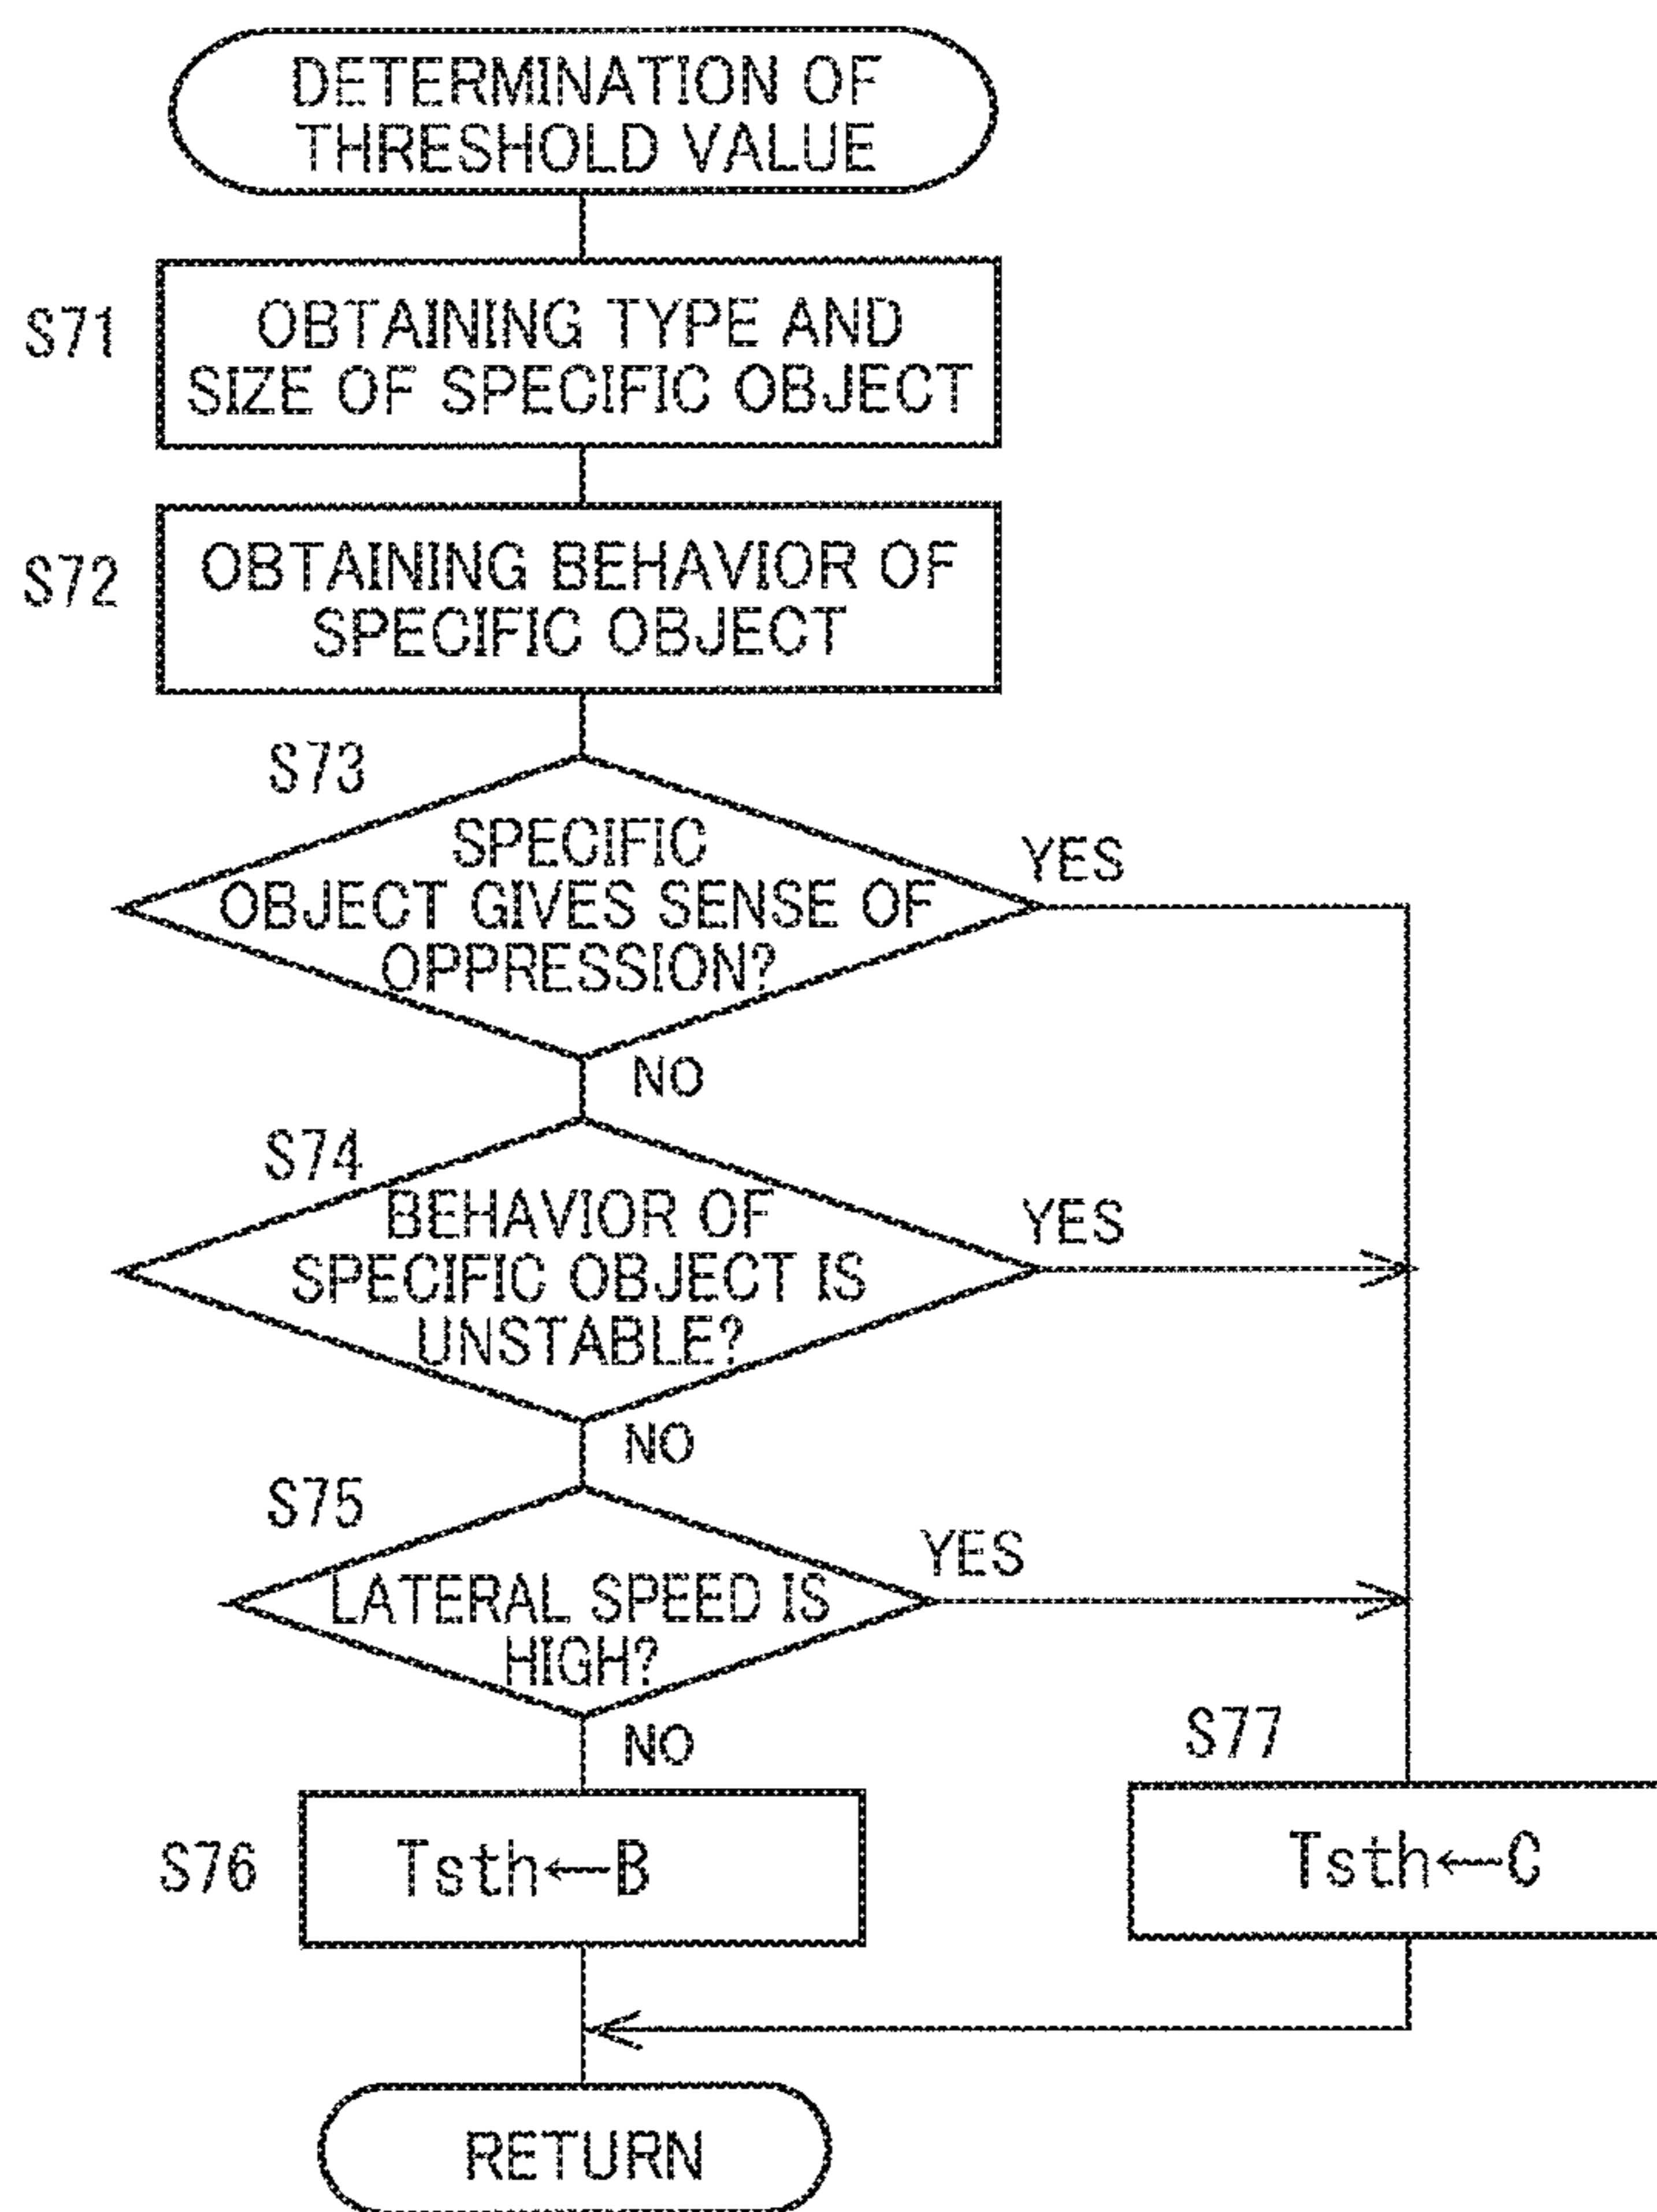 DETERMINATION OF
THRESHOLD VALUE
S71
OBTAINING TYPE AND
SIZE OF SPECIFIC OBJECT
S72
OBTAINING BEHAVIOR OF
SPECIFIC OBJECT
S73
SPECIFIC
OBJECT GIVES SENSE OF
OPPRESSION?
YES
NO
S74
BEHAVIOR OF
SPECIFIC OBJECT IS
UNSTABLE?
YES
NO
S75
LATERAL SPEED IS
HIGH?
YES
NO
S76
Tsth←B
S77
Tsth←C
RETURN